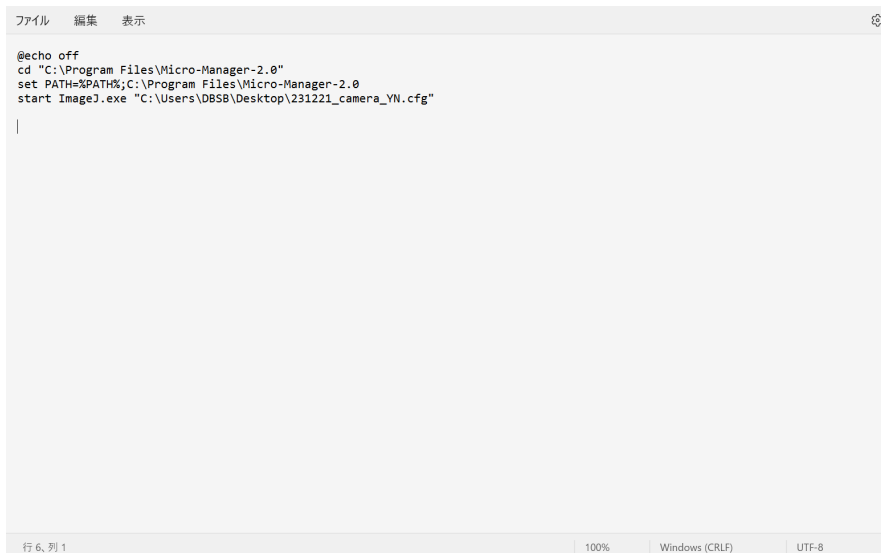 ファイル 編集 表示
@echo off
cd "C:\Program Files\Micro-Manager-2.0"
set PATH=%PATH%;C:\Program Files\Micro-Manager-2.0
start ImageJ.exe "C:\Users\DBSB\Desktop\231221_camera_YN.cfg"
行 6、列 1 100% Windows (CRLF) UTF-8